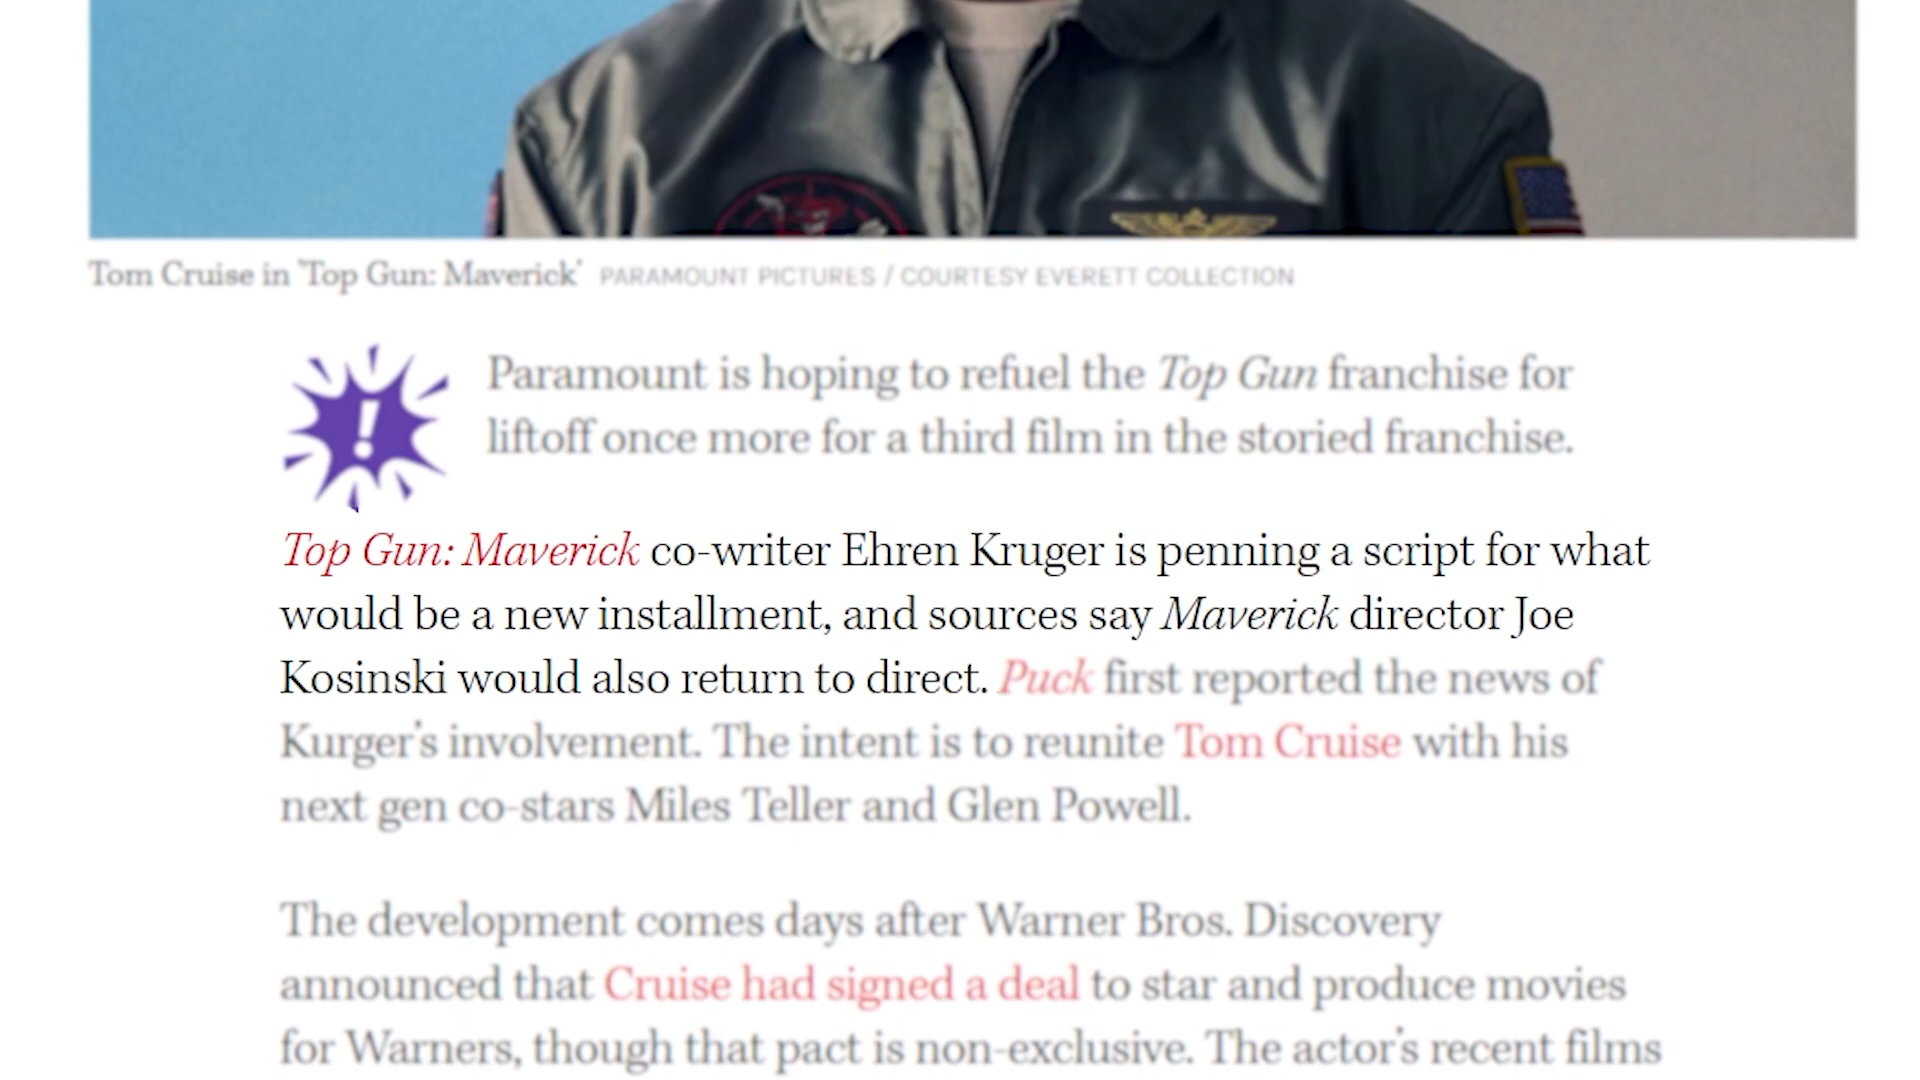 Tom Cruise in 'Top Gun: Maverick' PARAMOUNT PICTURES / COURTESY EVERETT COLLECTION
!
Paramount is hoping to refuel the Top Gun franchise for
liftoff once more for a third film in the storied franchise.
Top Gun: Maverick co-writer Ehren Kruger is penning a script for what
would be a new installment, and sources say Maverick director Joe
Kosinski would also return to direct. Puck first reported the news of
Kurger's involvement. The intent is to reunite Tom Cruise with his
next gen co-stars Miles Teller and Glen Powell.
The development comes days after Warner Bros. Discovery
announced that Cruise had signed a deal to star and produce movies
for Warners, though that pact is non-exclusive. The actor's recent films